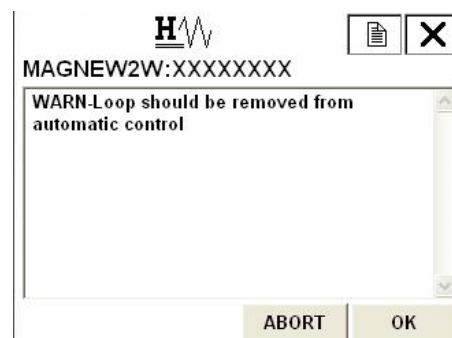 H
MAGNEW2W:XXXXXXXX
WARN-Loop should be removed from
automatic control
ABORT OK